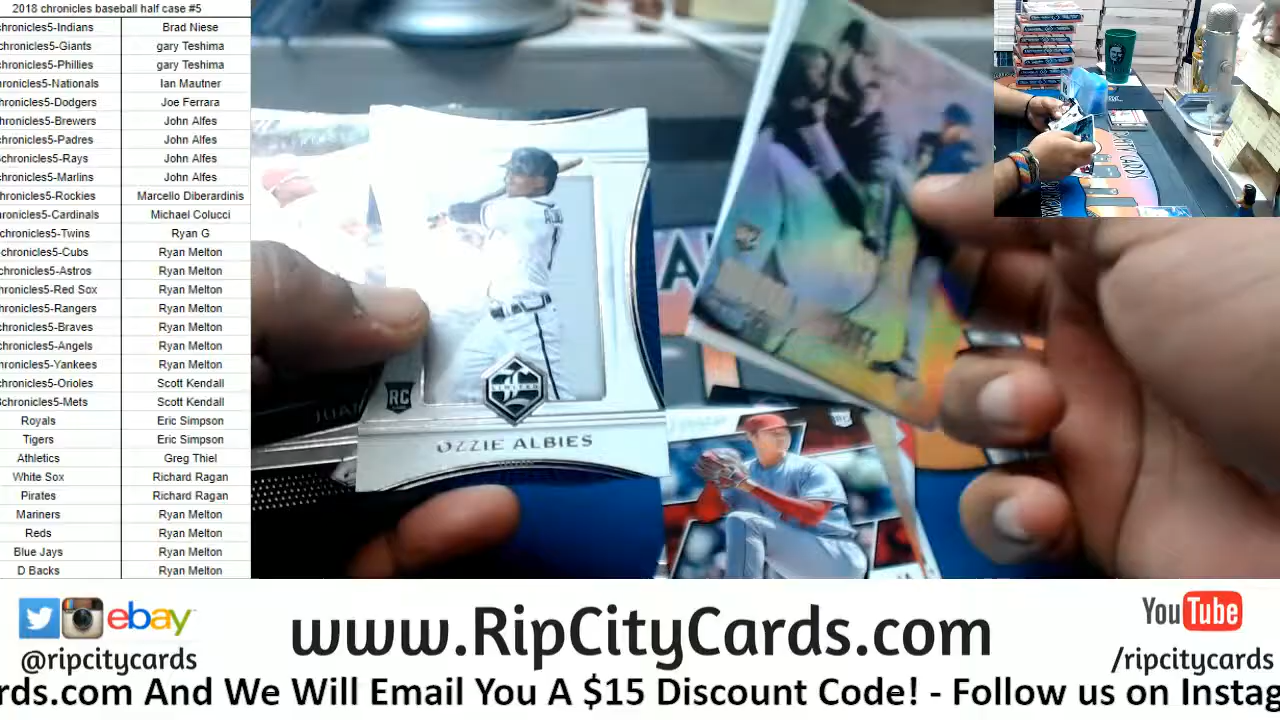 2018 chronicles baseball half case #5
chronicles5-Indians Brad Niese
chronicles5-Giants gary Teshima
chronicles5-Phillies gary Teshima
chronicles5-Nationals Ian Mautner
chronicles5-Dodgers Joe Ferrara
chronicles5-Brewers John Alfes
chronicles5-Padres John Alfes
chronicles5-Rays John Alfes
chronicles5-Marlins John Alfes
chronicles5-Rockies Marcello Diberardinis
chronicles5-Cardinals Michael Colucci
chronicles5-Twins Ryan G
chronicles5-Cubs Ryan Melton
chronicles5-Astros Ryan Melton
chronicles5-Red Sox Ryan Melton
chronicles5-Rangers Ryan Melton
chronicles5-Braves Ryan Melton
chronicles5-Angels Ryan Melton
chronicles5-Yankees Ryan Melton
chronicles5-Orioles Scott Kendall
chronicles5-Mets Scott Kendall
Royals Eric Simpson
Tigers Eric Simpson
Athletics Greg Thiel
White Sox Richard Ragan
Pirates Richard Ragan
Mariners Ryan Melton
Reds Ryan Melton
Blue Jays Ryan Melton
D Backs Ryan Melton
RC
LIMITED
OZZIE ALBIES
ebay
@ripcitycards
www.RipCityCards.com
YouTube
/ripcitycards
rds.com And We Will Email You A $15 Discount Code! - Follow us on Instag